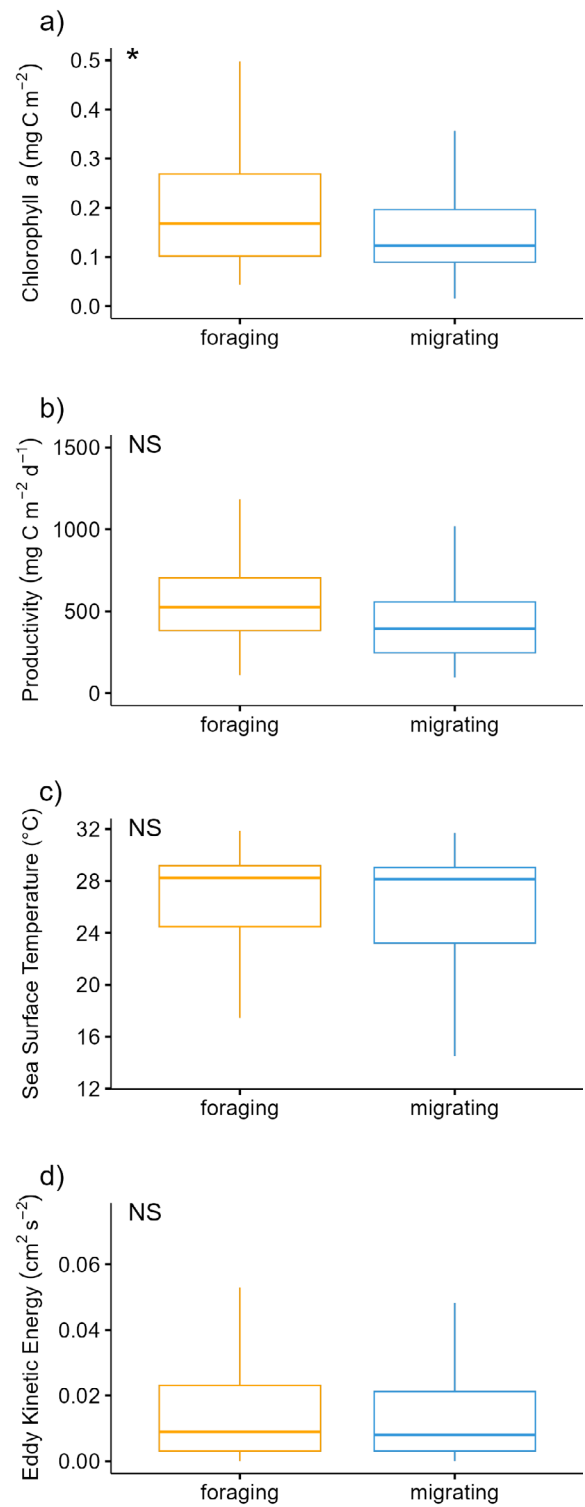 a)
*
Chlorophyll a (mg C m⁻²)
0.5
0.4
0.3
0.2
0.1
0.0
foraging migrating
b)
NS
Productivity (mg C m⁻² d⁻¹)
1500
1000
500
0
foraging migrating
c)
NS
Sea Surface Temperature (°C)
32
28
24
20
16
12
foraging migrating
d)
NS
Eddy Kinetic Energy (cm² s⁻²)
0.06
0.04
0.02
0.00
foraging migrating